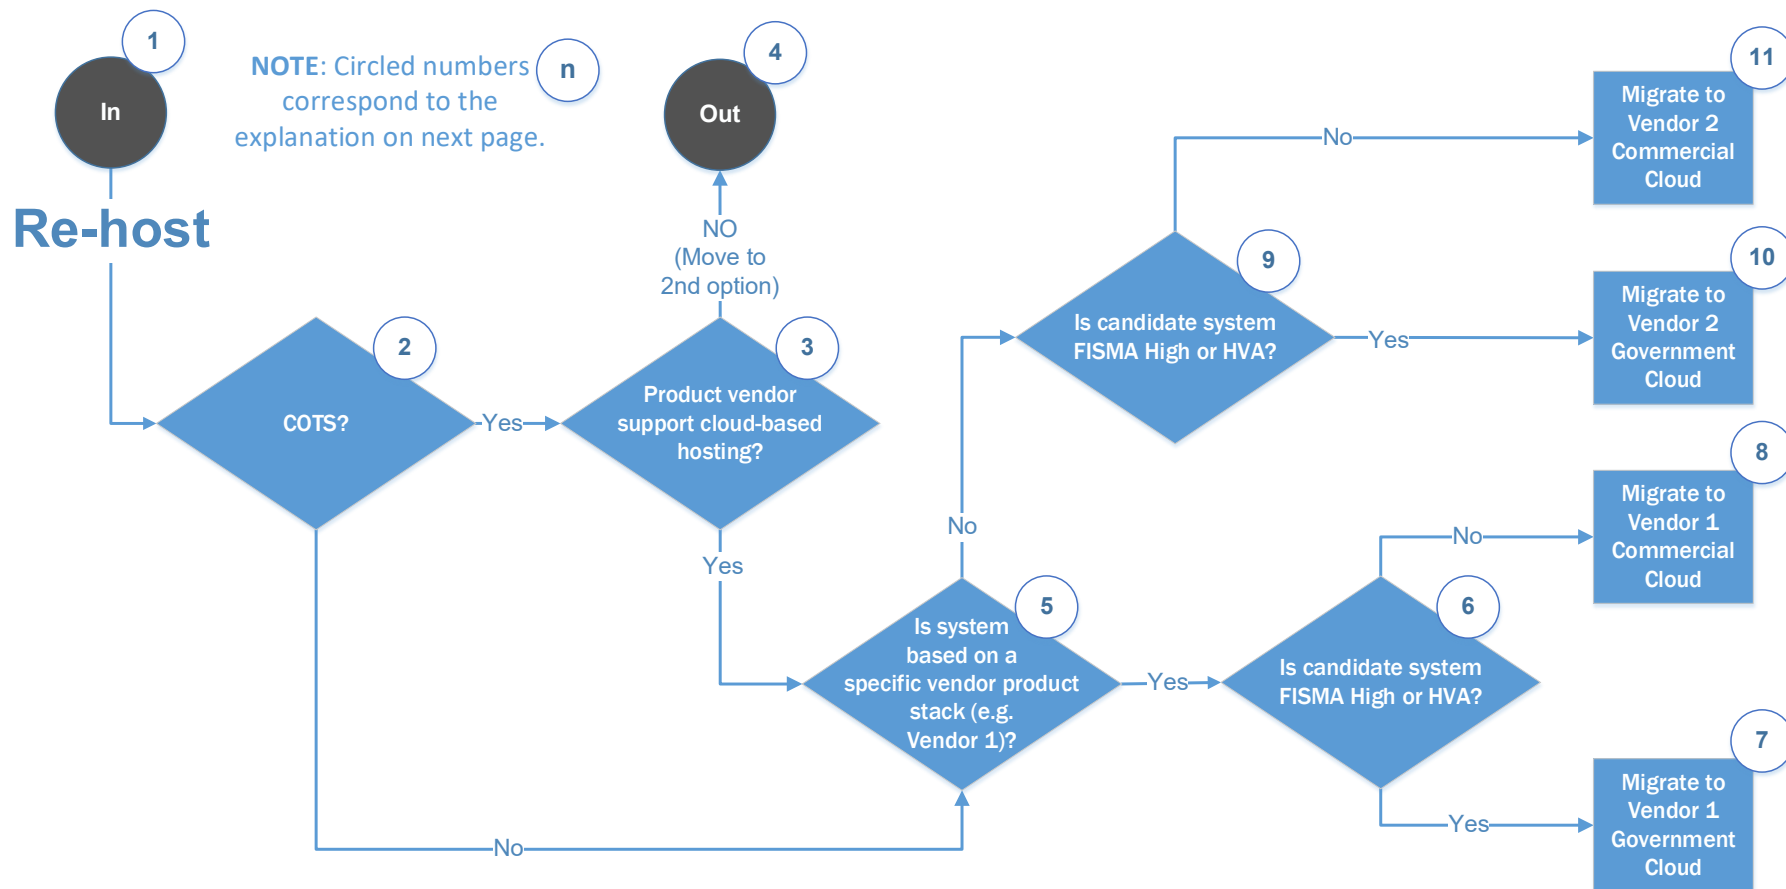 1
In
NOTE: Circled numbers
correspond to the
explanation on next page.
n
4
Out
Re-host
NO
(Move to
2nd option)
2
COTS?
Yes
3
Product vendor
support cloud-based
hosting?
Yes
No
5
Is system
based on a
specific vendor product
stack (e.g.
Vendor 1)?
No
Yes
9
Is candidate system
FISMA High or HVA?
No
Yes
6
Is candidate system
FISMA High or HVA?
No
Yes
11
Migrate to
Vendor 2
Commercial
Cloud
10
Migrate to
Vendor 2
Government
Cloud
8
Migrate to
Vendor 1
Commercial
Cloud
7
Migrate to
Vendor 1
Government
Cloud